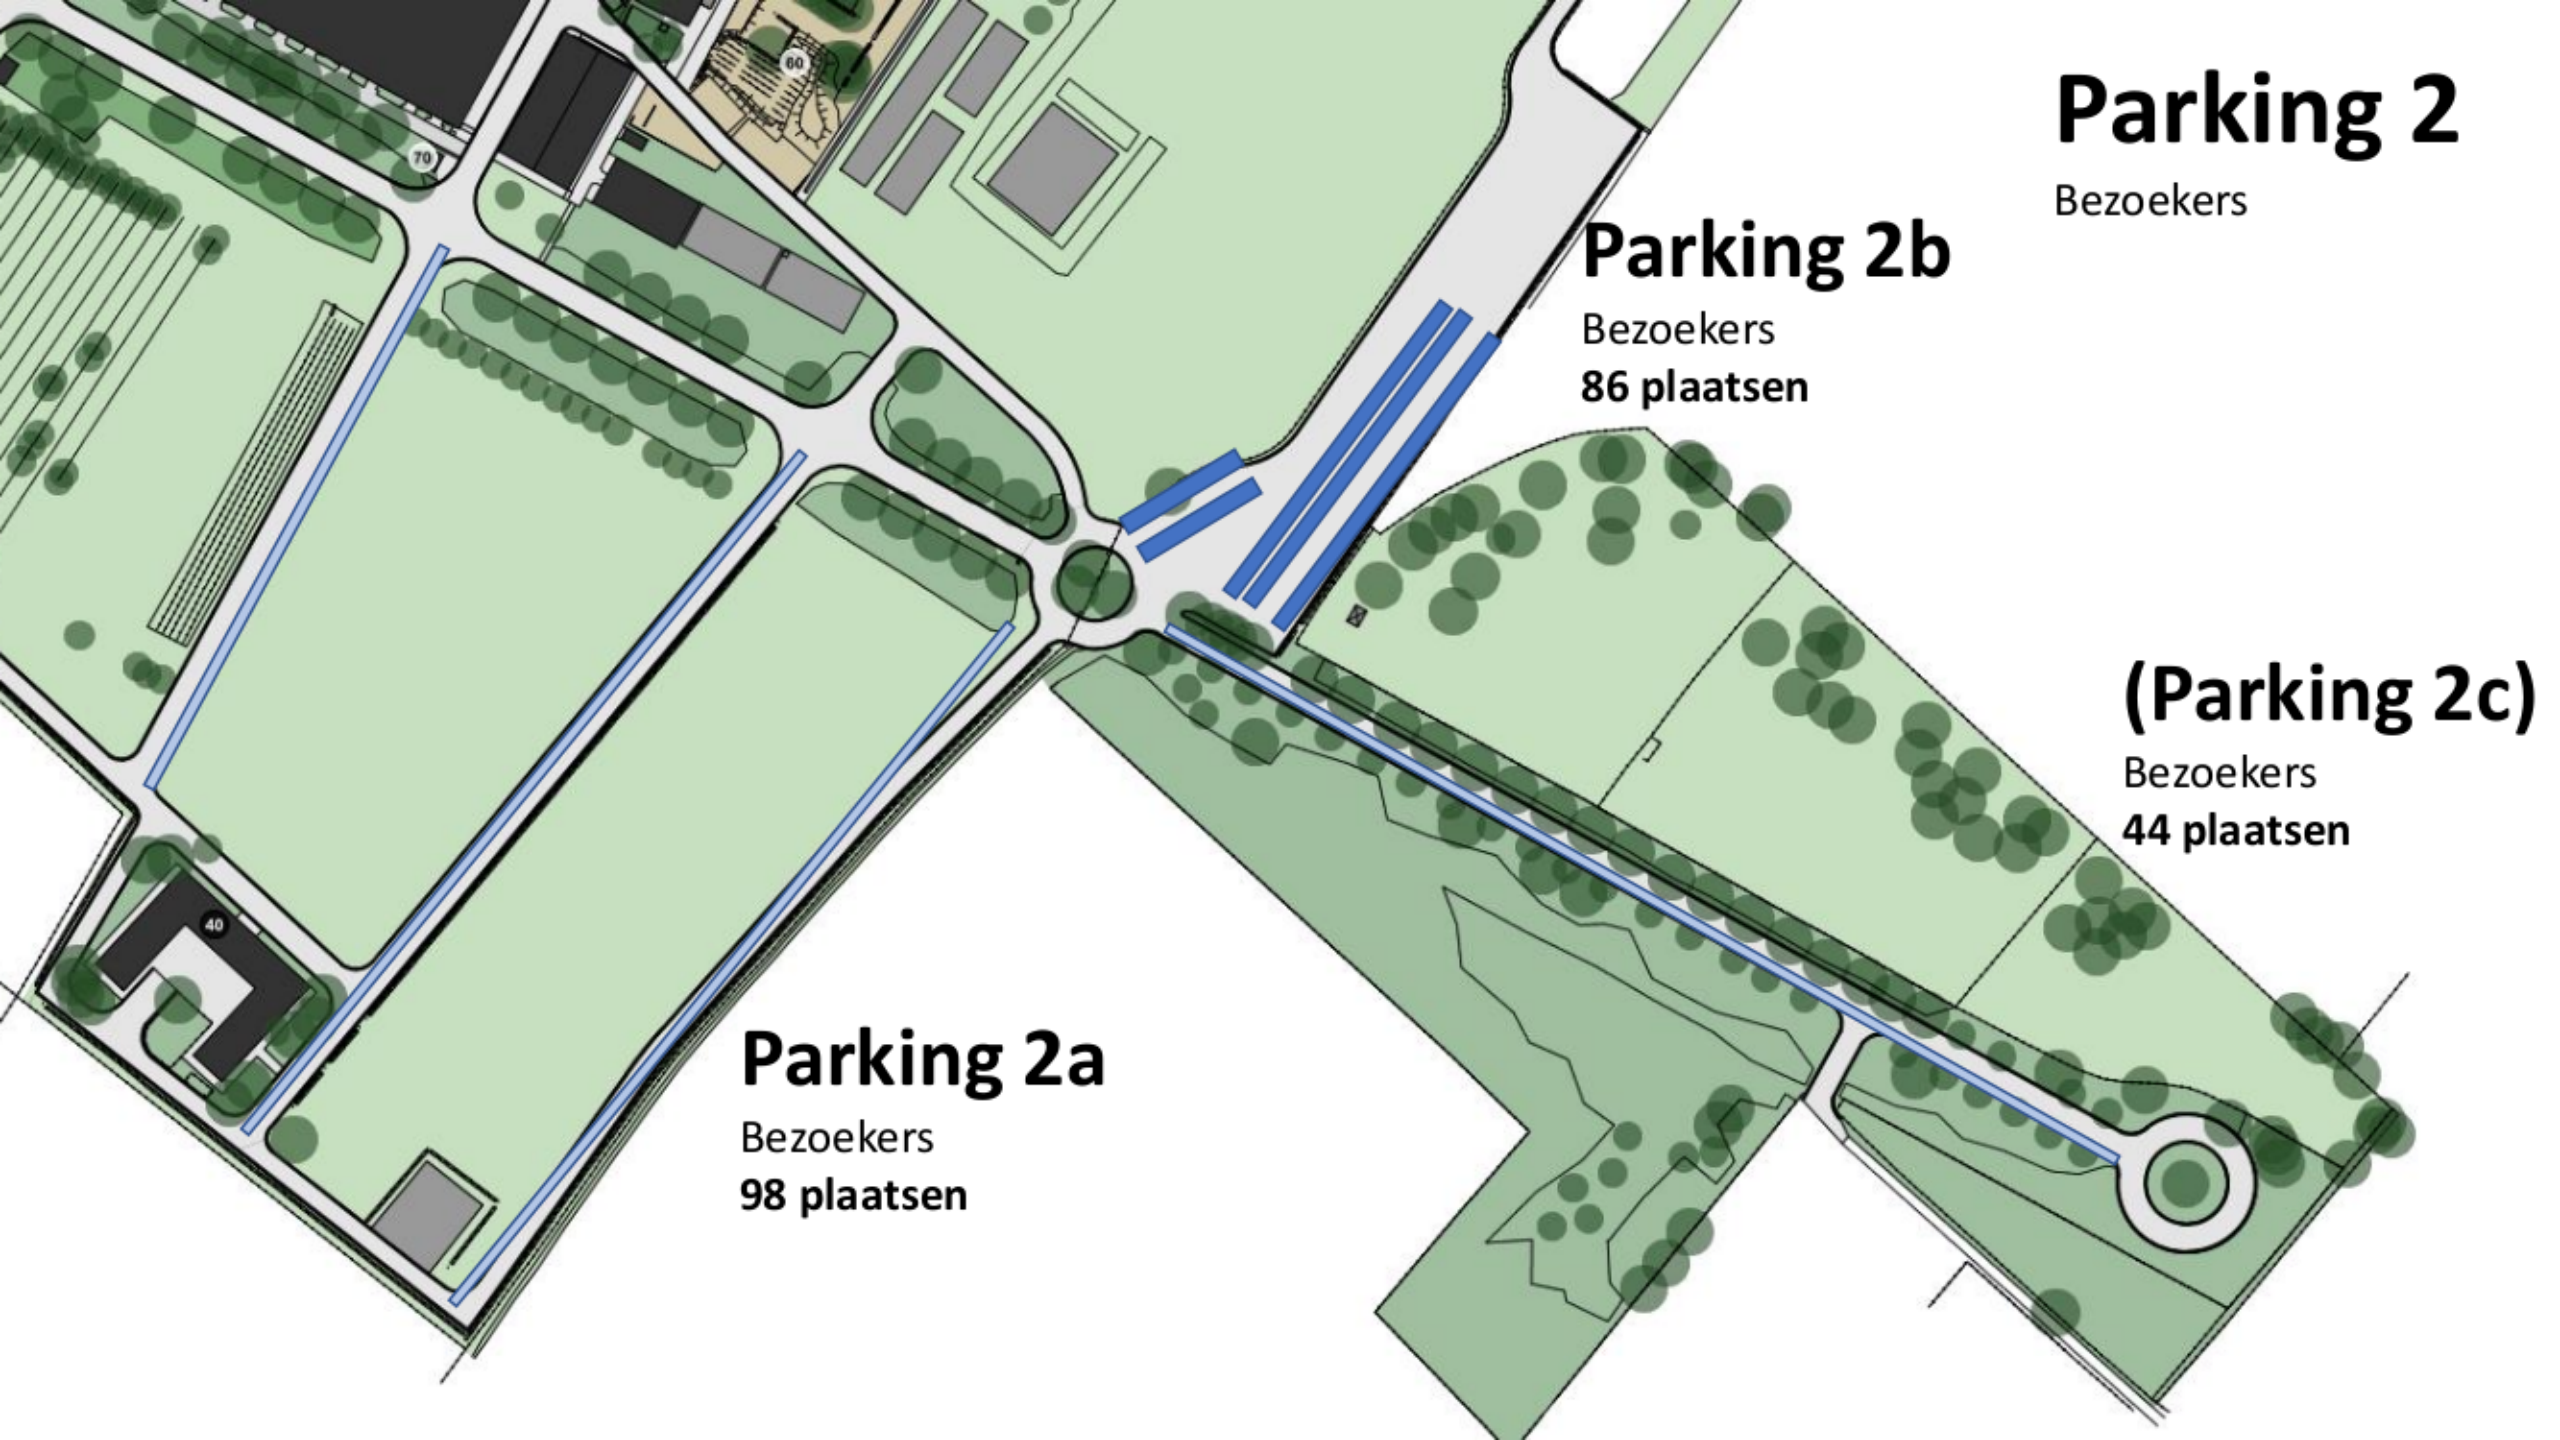 Parking 2
Bezoekers
60
70
Parking 2b
Bezoekers
86 plaatsen
(Parking 2c)
Bezoekers
44 plaatsen
40
Parking 2a
Bezoekers
98 plaatsen